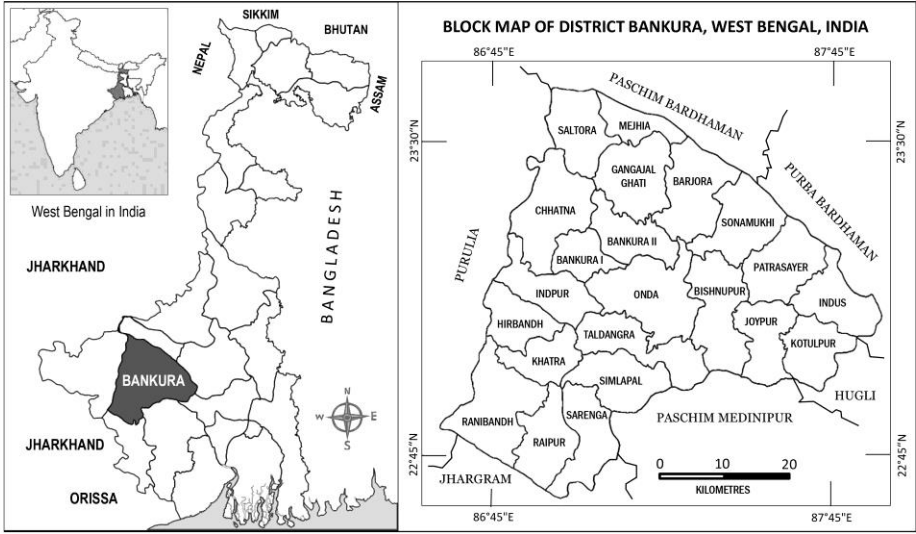 SIKKIM
BHUTAN
NEPAL
ASSAM
West Bengal in India
BANGLADESH
JHARKHAND
BANKURA
N
W E
S
JHARKHAND
ORISSA
BLOCK MAP OF DISTRICT BANKURA, WEST BENGAL, INDIA
86°45"E 87°45"E
PASCHIM BARDHAMAN
23°30"N 23°30"N
SALTORA
MEJHIA
GANGAJAL
GHATI
BARJORA
PURBA BARDHAMAN
CHHATNA
SONAMUKHI
PURULIA
BANKURA II
BANKURA I
PATRASAYER
INDPUR
ONDA
BISHNUPUR
INDUS
HIRBANDH
TALDANGRA
JOYPUR
KOTULPUR
KHATRA
SIMLAPAL
HUGLI
RANIBANDH
SARENGA
PASCHIM MEDINIPUR
RAIPUR
22°45"N 22°45"N
JHARGRAM
0 10 20
KILOMETRES
86°45"E 87°45"E